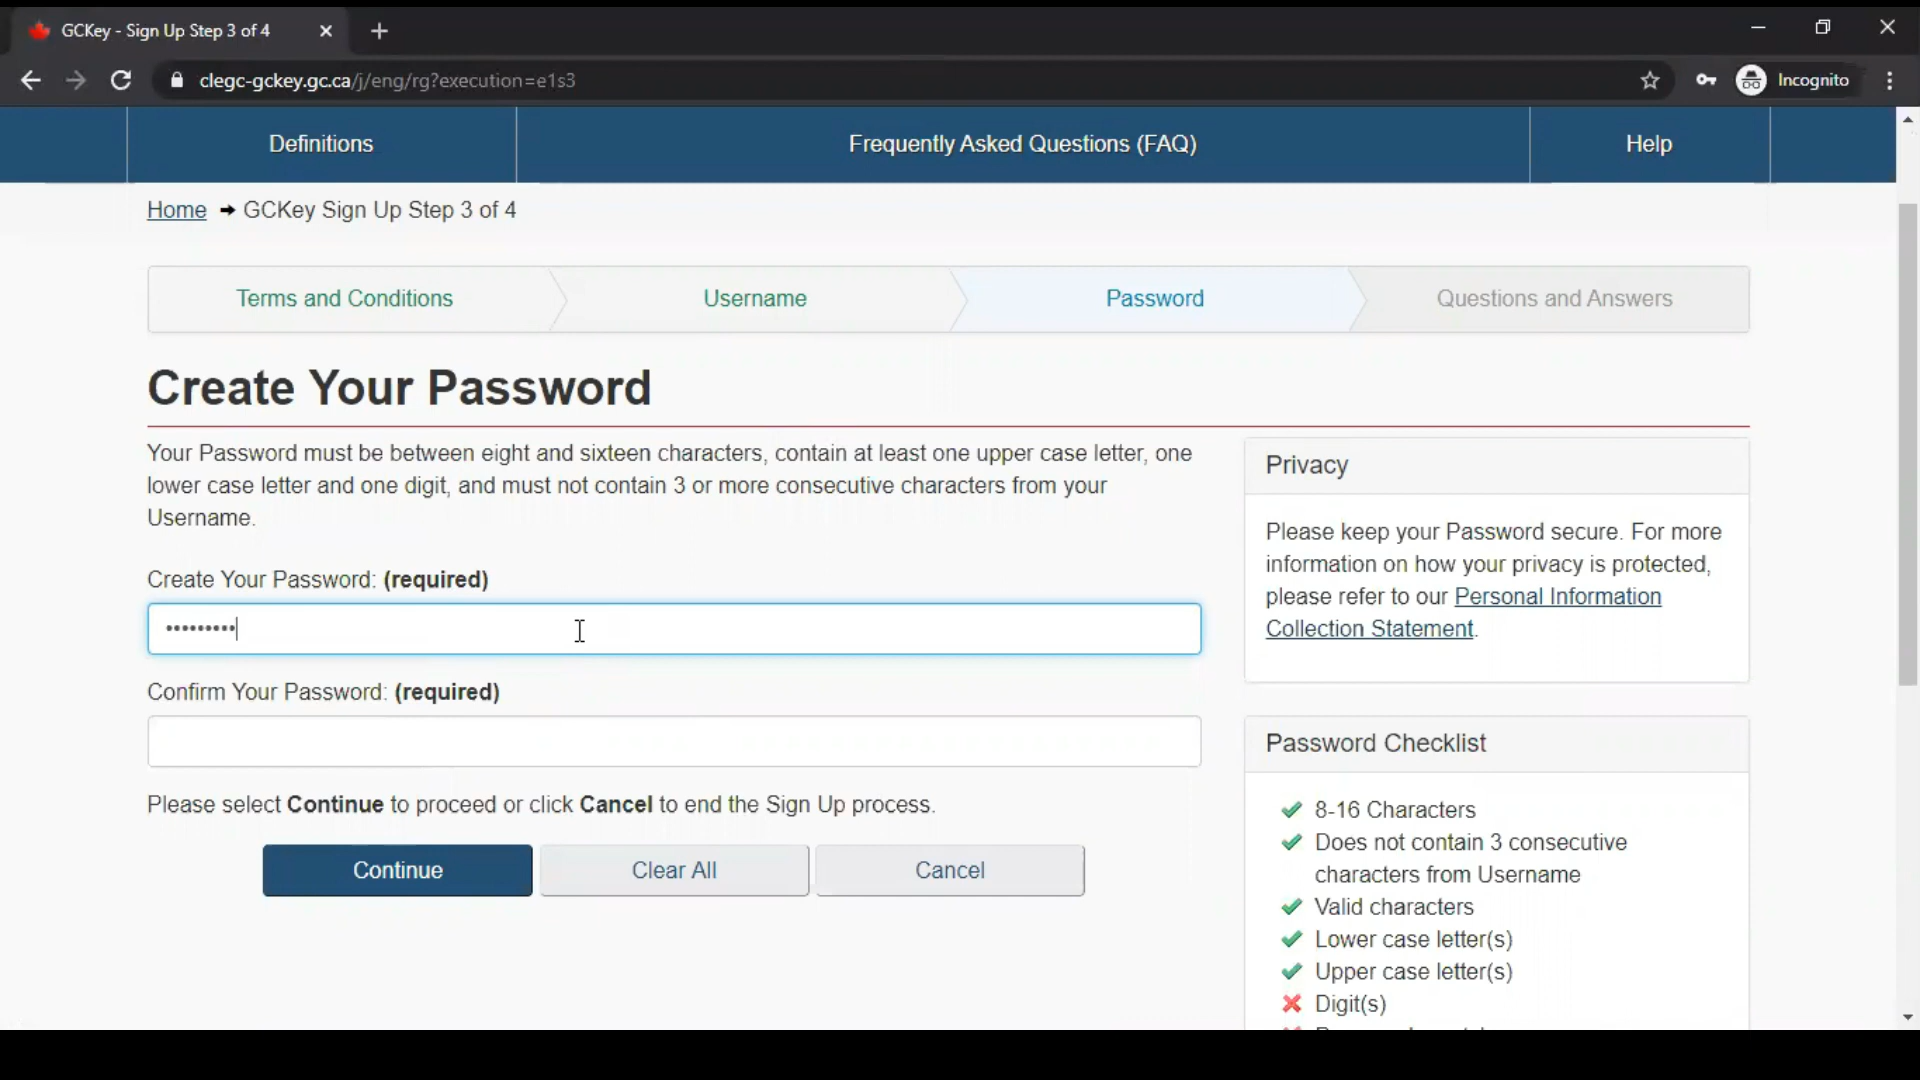 GCKey - Sign Up Step 3 of 4
clegc-gckey.gc.ca/j/eng/rg?execution=e1s3
Incognito
Definitions
Frequently Asked Questions (FAQ)
Help
Home ➔ GCKey Sign Up Step 3 of 4
Terms and Conditions
Username
Password
Questions and Answers
Create Your Password
Your Password must be between eight and sixteen characters, contain at least one upper case letter, one
lower case letter and one digit, and must not contain 3 or more consecutive characters from your
Username.
Create Your Password: (required)
•••••••••
Confirm Your Password: (required)
Please select Continue to proceed or click Cancel to end the Sign Up process.
Continue
Clear All
Cancel
Privacy
Please keep your Password secure. For more
information on how your privacy is protected,
please refer to our Personal Information
Collection Statement.
Password Checklist
8-16 Characters
Does not contain 3 consecutive
characters from Username
Valid characters
Lower case letter(s)
Upper case letter(s)
Digit(s)